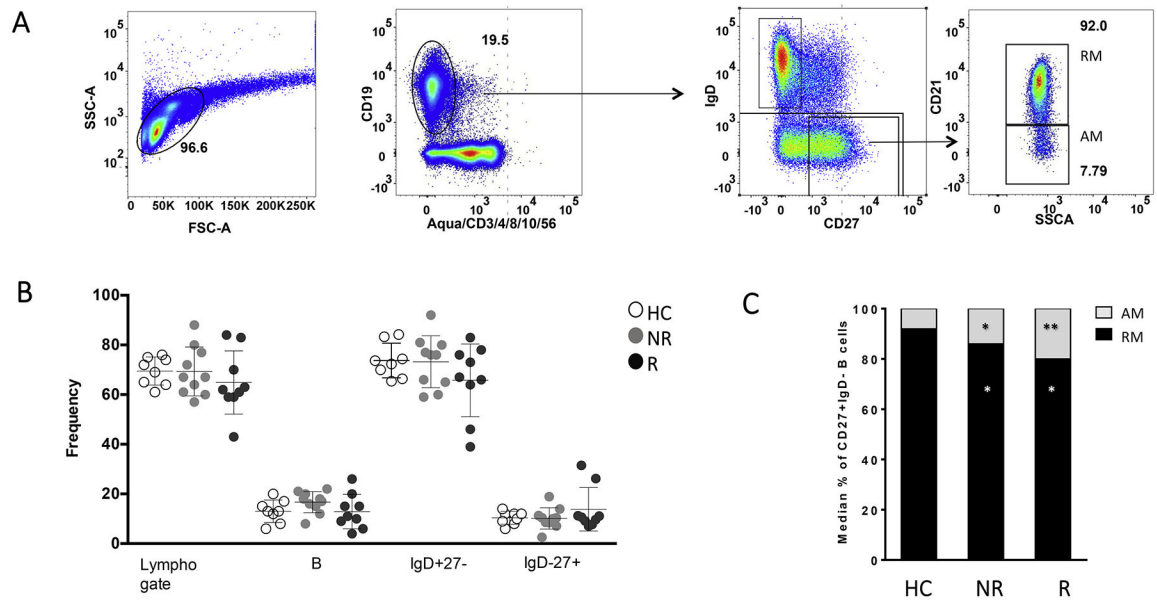 A
10^5
10^4
10^3
10^2
SSC-A
96.6
0 50K 100K 150K 200K 250K
FSC-A
10^5
10^4
10^3
0
-10^3
CD19
19.5
0 10^3 10^4 10^5
Aqua/CD3/4/8/10/56
10^5
10^4
10^3
0
-10^3
IgD
-10^3 0 10^3 10^4 10^5
CD27
10^5
10^4
10^3
0
-10^3
CD21
92.0
RM
AM
7.79
0 10^3 10^4 10^5
SSCA
B
100
80
60
40
20
0
Frequency
HC
NR
R
Lympho
gate
B
IgD+27-
IgD-27+
C
100
80
60
40
20
0
Median % of CD27+IgD- B cells
* **
* *
AM
RM
HC NR R